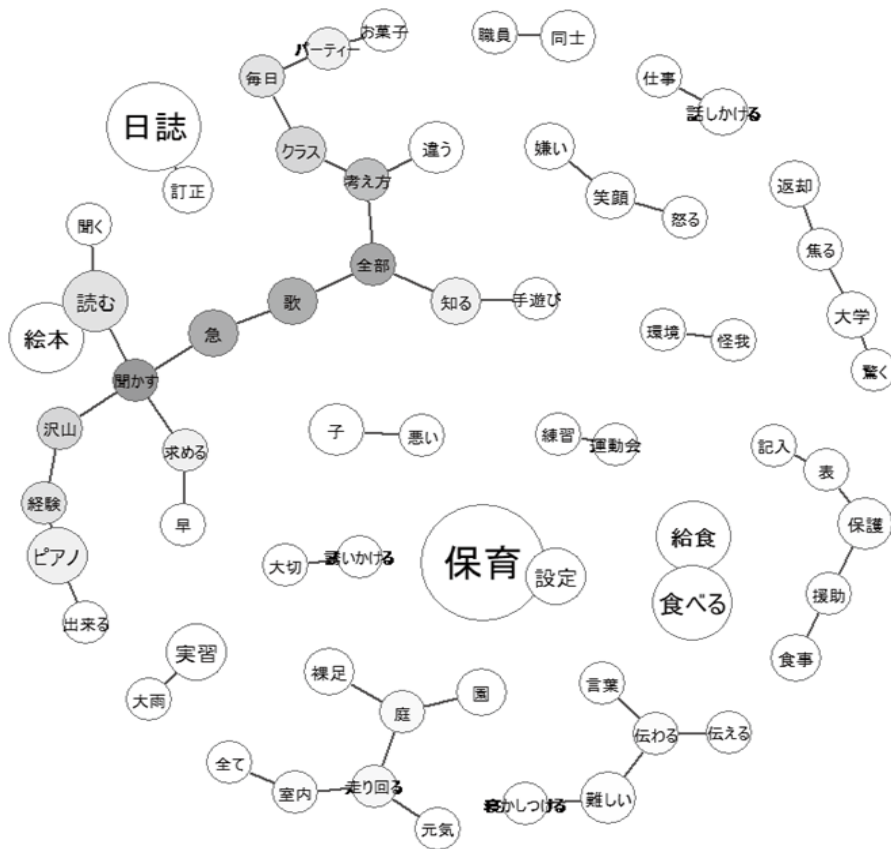 お菓子
パーティー
毎日
職員
同士
仕事
話しかける
日誌
訂正
クラス
考え方
違う
嫌い
笑顔
怒る
返却
焦る
大学
驚く
聞く
読む
絵本
急
歌
全部
知る
手遊び
環境
怪我
聞かす
沢山
求める
早
経験
ピアノ
出来る
子
悪い
練習
運動会
記入
表
保護
援助
食事
大切
保育
設定
給食
食べる
実習
大雨
裸足
庭
園
全て
室内
走り回る
元気
言葉
伝わる
伝える
難しい
寝かしつける